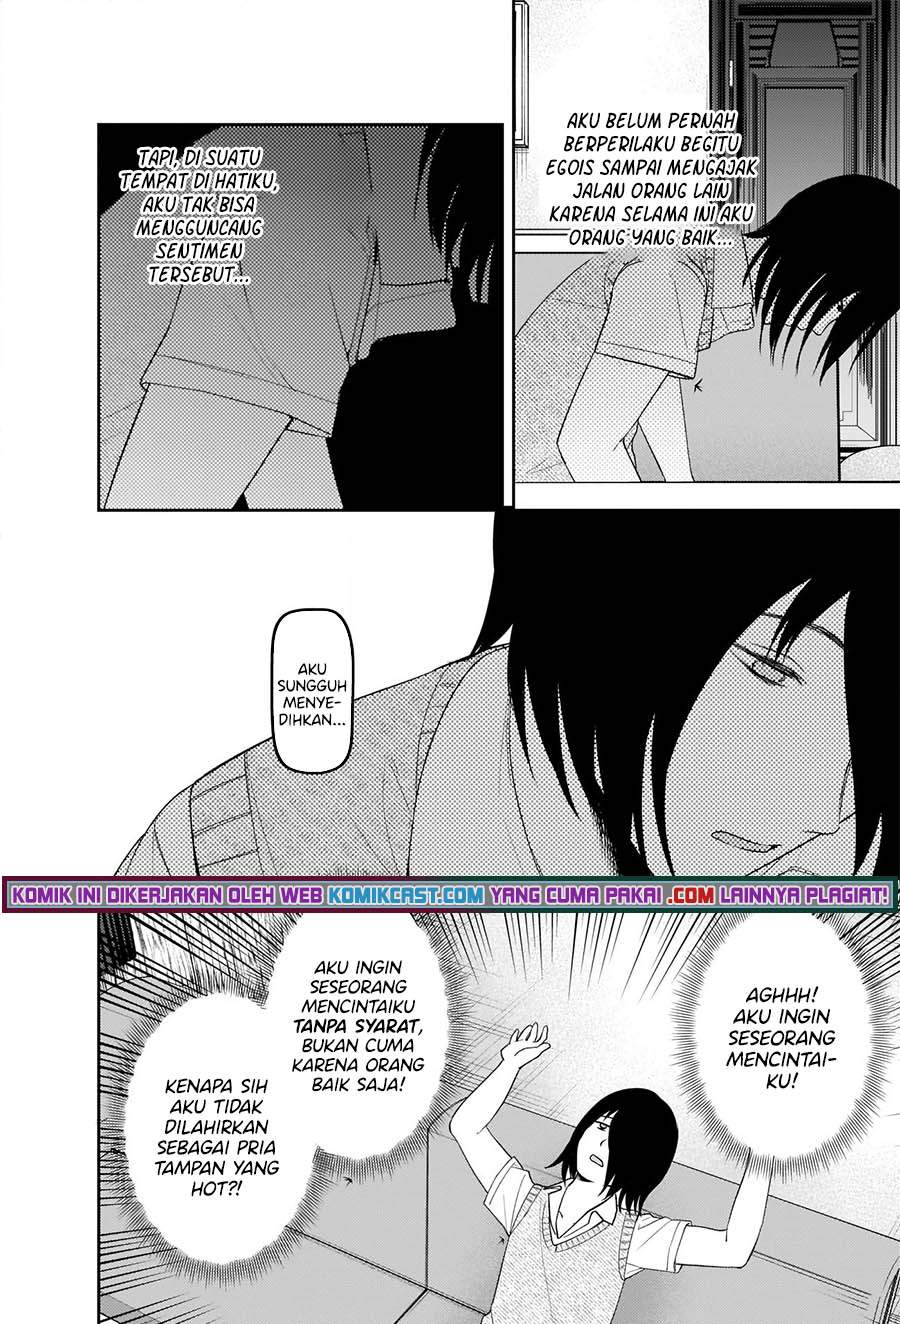 AKU BELUM PERNAH
BERPERILAKU BEGITU
EGOIS SAMPAI MENGAJAK
JALAN ORANG LAIN
KARENA SELAMA INI AKU
ORANG YANG BAIK...
TAPI, DI SUATU
TEMPAT DI HATIKU,
AKU TAK BISA
MENGGUNCANG
SENTIMEN
TERSEBUT...
AKU
SUNGGUH
MENYE-
DIHKAN...
KOMIK INI DIKERJAKAN OLEH WEB KOMIKCAST.COM YANG CUMA PAKAI .COM LAINNYA PLAGIAT!
AGHHH!
AKU INGIN
SESEORANG
MENCINTAI-
KU!
AKU INGIN
SESEORANG
MENCINTAIKU
TANPA SYARAT,
BUKAN CUMA
KARENA ORANG
BAIK SAJA!
KENAPA SIH
AKU TIDAK
DILAHIRKAN
SEBAGAI PRIA
TAMPAN YANG
HOT?!